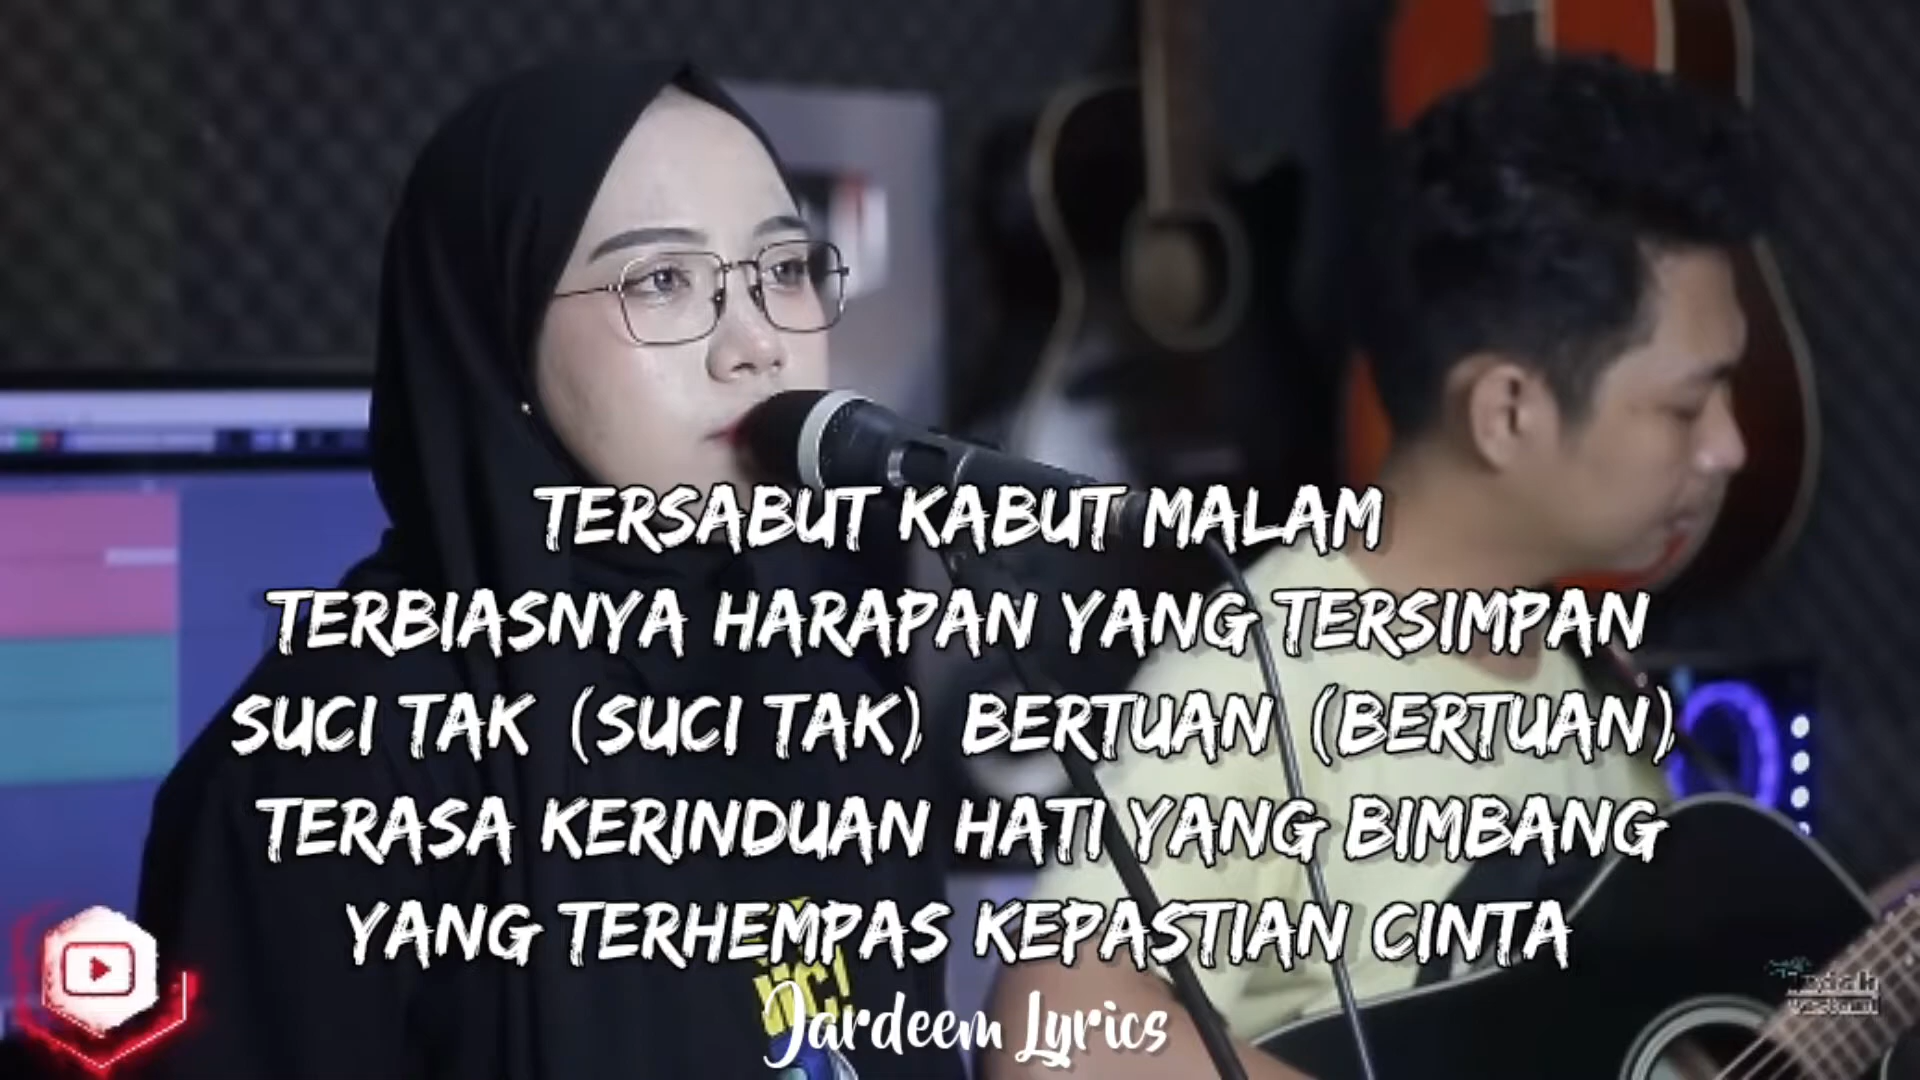 TERSABUT KABUT MALAM
TERBIASNYA HARAPAN YANG TERSIMPAN
SUCI TAK (SUCI TAK) BERTUAN (BERTUAN)
TERASA KERINDUAN HATI YANG BIMBANG
YANG TERHEMPAS KEPASTIAN CINTA
Jardeem Lyrics